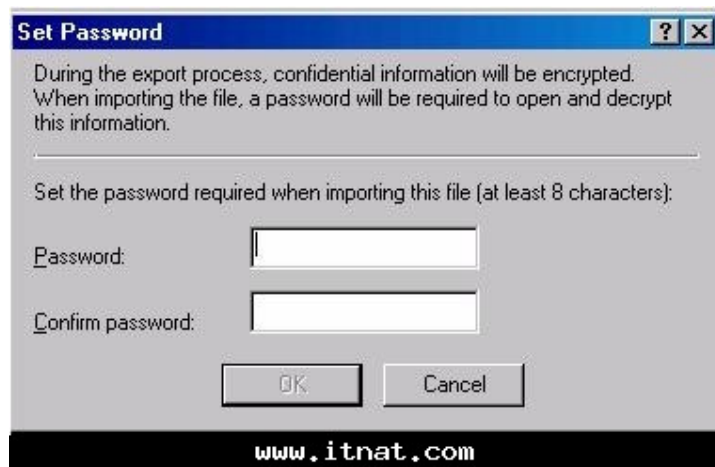 Set Password
During the export process, confidential information will be encrypted.
When importing the file, a password will be required to open and decrypt
this information.
Set the password required when importing this file (at least 8 characters):
Password:
Confirm password:
OK
Cancel
www.itnat.com